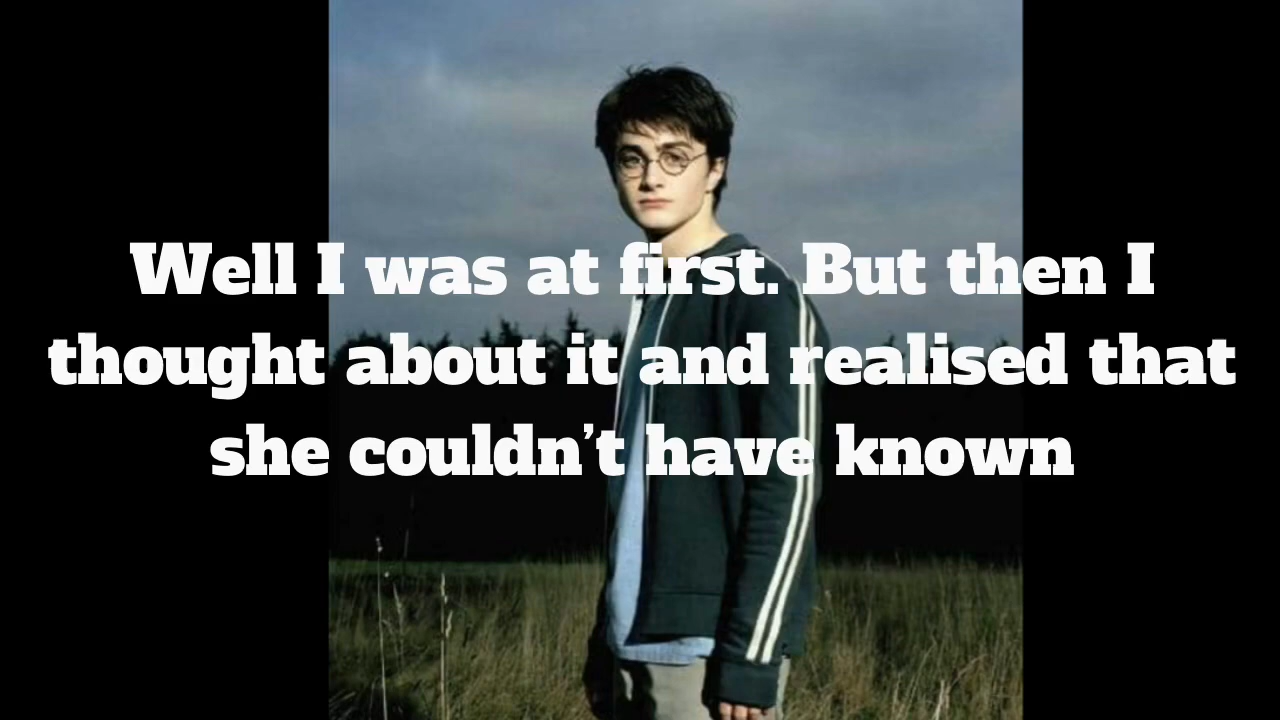 Well I was at first. But then I
thought about it and realised that
she couldn’t have known